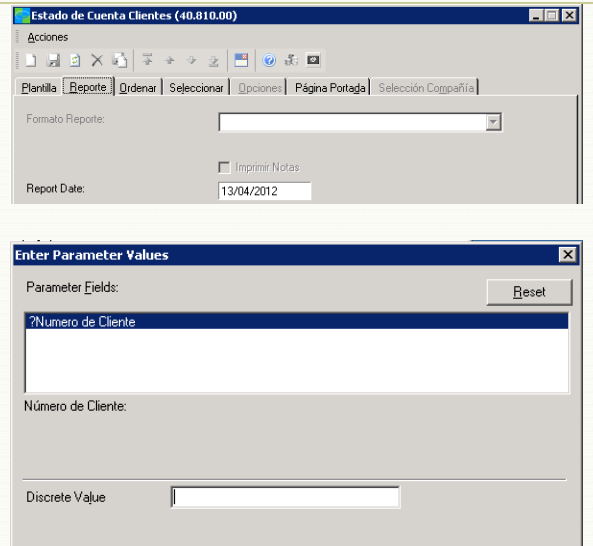 Estado de Cuenta Clientes (40.810.00)
Acciones
Plantilla Reporte Ordenar Seleccionar Opciones Página Portada Selección Compañía
Formato Reporte:
Imprimir Notas
Report Date: 13/04/2012
Enter Parameter Values
Parameter Fields:
Reset
?Numero de Cliente
Número de Cliente:
Discrete Value